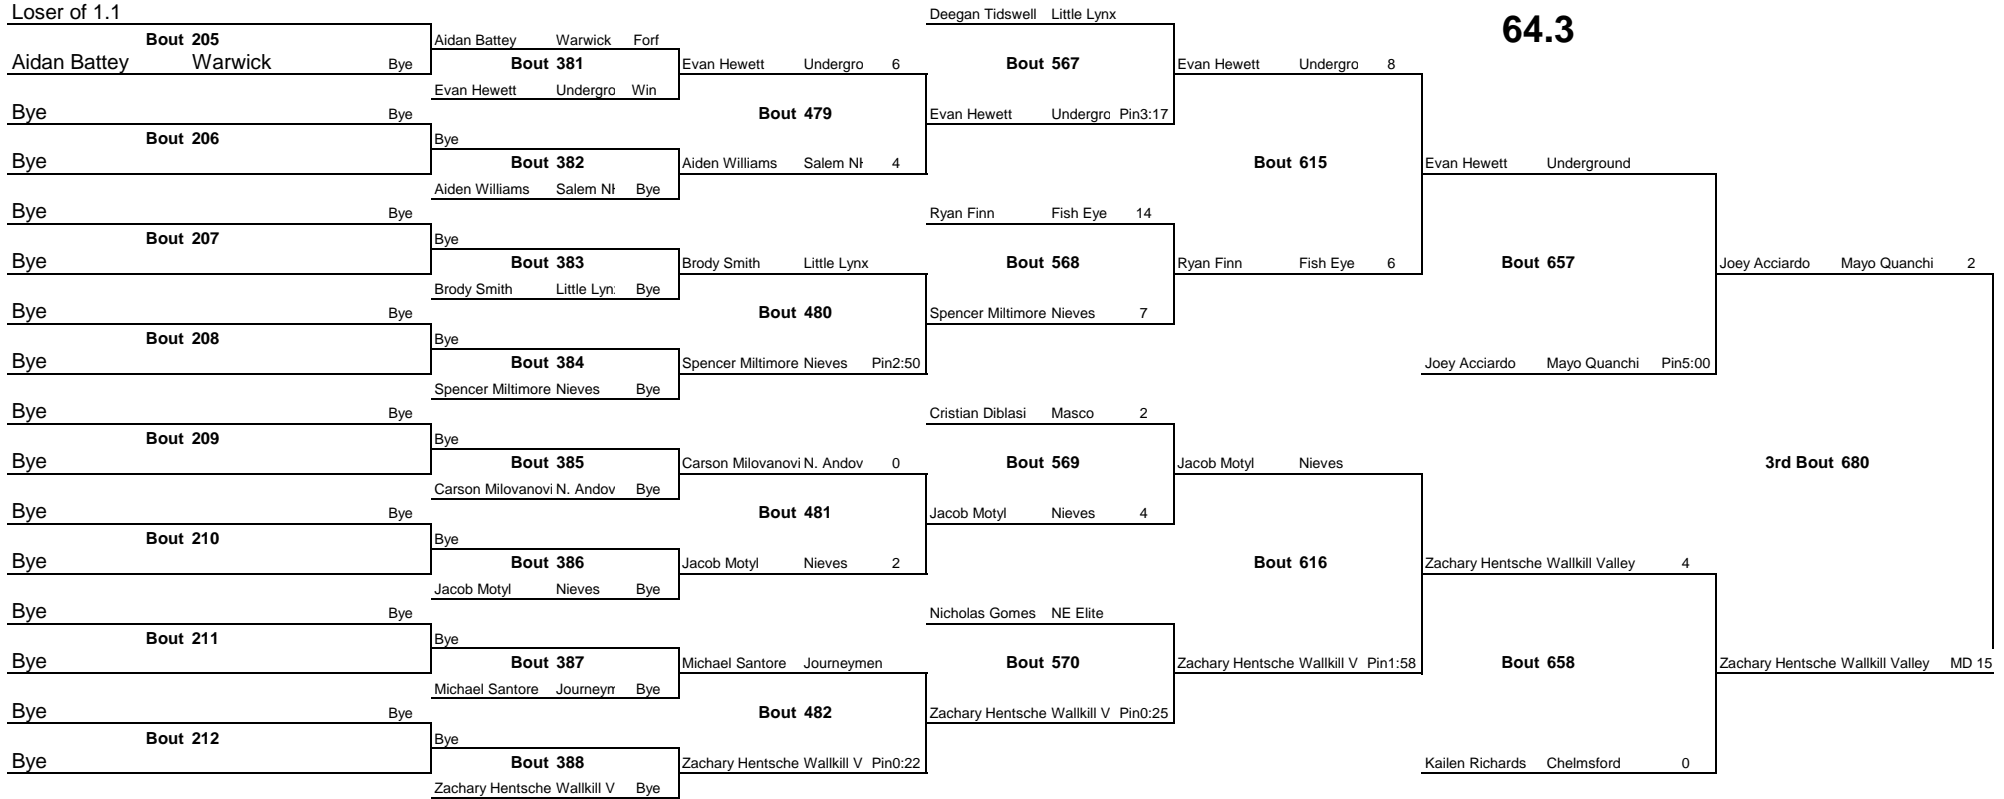 Loser of 1.1
Deegan Tidswell Little Lynx
64.3
Bout 205
Aidan Battey Warwick Forf
Aidan Battey Warwick Bye
Bout 381
Evan Hewett Undergro 6
Bout 567
Evan Hewett Undergro 8
Evan Hewett Undergro Win
Bye Bye
Bout 479
Evan Hewett Undergro Pin3:17
Bout 206
Bye
Bye
Bout 382
Aiden Williams Salem NH 4
Bout 615
Evan Hewett Underground
Aiden Williams Salem NH Bye
Bye Bye
Ryan Finn Fish Eye 14
Bout 207
Bye
Bye
Bout 383
Brody Smith Little Lynx
Bout 568
Ryan Finn Fish Eye 6
Bout 657
Joey Acciardo Mayo Quanchi 2
Brody Smith Little Lyn Bye
Bye Bye
Bout 480
Spencer Miltimore Nieves 7
Bout 208
Bye
Bye
Bout 384
Spencer Miltimore Nieves Pin2:50
Joey Acciardo Mayo Quanchi Pin5:00
Spencer Miltimore Nieves Bye
Bye Bye
Cristian Diblasi Masco 2
Bout 209
Bye
Bye
Bout 385
Carson Milovanovi N. Andov 0
Bout 569
Jacob Motyl Nieves
3rd Bout 680
Carson Milovanovi N. Andov Bye
Bye Bye
Bout 481
Jacob Motyl Nieves 4
Bout 210
Bye
Bye
Bout 386
Jacob Motyl Nieves 2
Bout 616
Zachary Hentsche Wallkill Valley 4
Jacob Motyl Nieves Bye
Bye Bye
Nicholas Gomes NE Elite
Bout 211
Bye
Bye
Bout 387
Michael Santore Journeymen
Bout 570
Zachary Hentsche Wallkill V Pin1:58
Bout 658
Zachary Hentsche Wallkill Valley MD 15
Michael Santore Journeym Bye
Bye Bye
Bout 482
Zachary Hentsche Wallkill V Pin0:25
Bout 212
Bye
Bye
Bout 388
Zachary Hentsche Wallkill V Pin0:22
Kailen Richards Chelmsford 0
Zachary Hentsche Wallkill V Bye